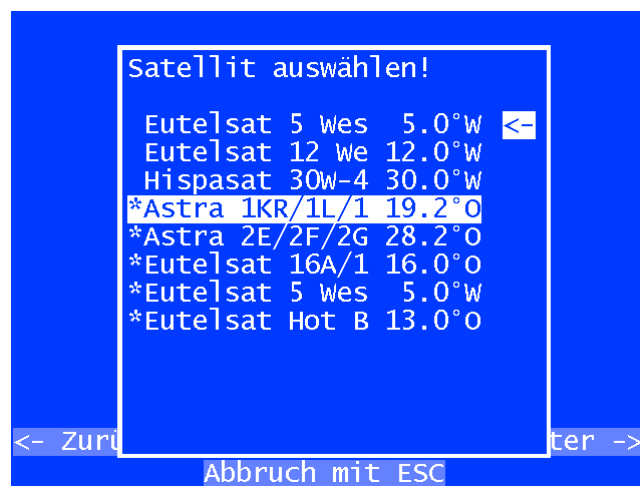 Satellit auswählen!
Eutelsat 5 Wes 5.0°W <-
Eutelsat 12 We 12.0°W
Hispasat 30W-4 30.0°W
*Astra 1KR/1L/1 19.2°O
*Astra 2E/2F/2G 28.2°O
*Eutelsat 16A/1 16.0°O
*Eutelsat 5 Wes 5.0°W
*Eutelsat Hot B 13.0°O
<- Zurü ter ->
Abbruch mit ESC